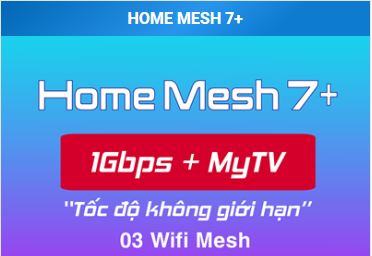 HOME MESH 7+
Home Mesh 7+
1Gbps + MyTV
"Tốc độ không giới hạn"
03 Wifi Mesh